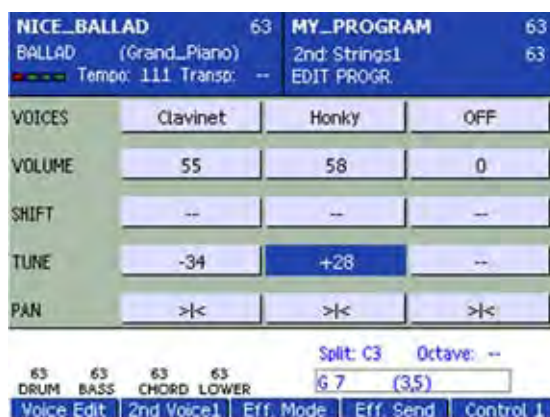 NICE_BALLAD 63 MY_PROGRAM 63
BALLAD (Grand_Piano) 2nd: Strings1 63
Tempo: 111 Transp: -- EDIT PROGR.
VOICES Clavinet Honky OFF
VOLUME 55 58 0
SHIFT -- -- --
TUNE -34 +28 --
PAN >|< >|< >|<
Split: C3 Octave: --
63 63 63 63
DRUM BASS CHORD LOWER
G 7 (3,5)
Voice Edit 2nd Voice1 Eff. Mode Eff. Send Control 1